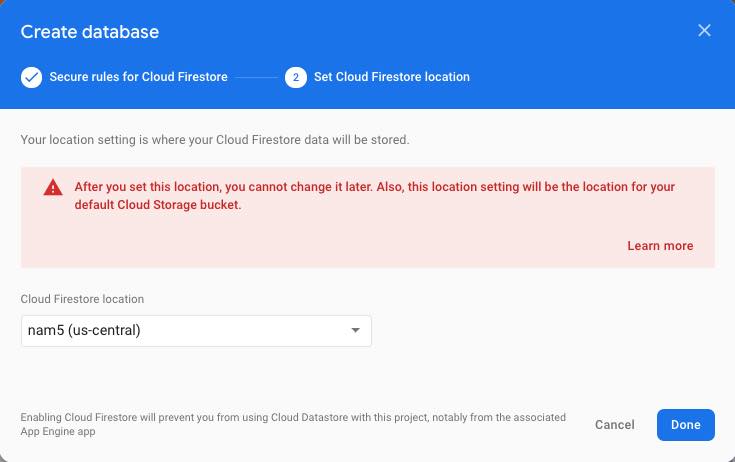 Create database
Secure rules for Cloud Firestore
2 Set Cloud Firestore location
Your location setting is where your Cloud Firestore data will be stored.
After you set this location, you cannot change it later. Also, this location setting will be the location for your
default Cloud Storage bucket.
Learn more
Cloud Firestore location
nam5 (us-central)
Enabling Cloud Firestore will prevent you from using Cloud Datastore with this project, notably from the associated
App Engine app
Cancel
Done